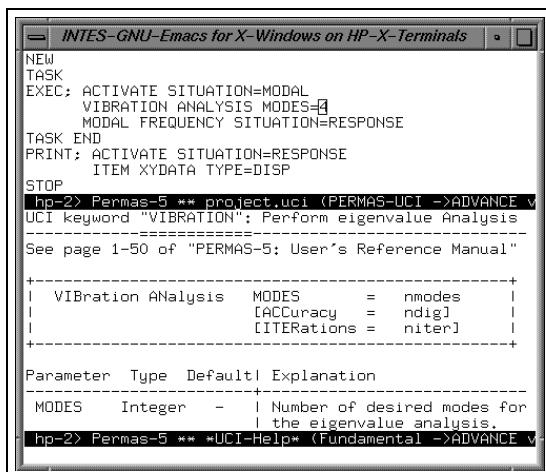 INTES-GNU-Emacs for X-Windows on HP-X-Terminals
NEW
TASK
EXEC; ACTIVATE SITUATION=MODAL
VIBRATION ANALYSIS MODES=4
MODAL FREQUENCY SITUATION=RESPONSE
TASK END
PRINT; ACTIVATE SITUATION=RESPONSE
ITEM XYDATA TYPE=DISP
STOP
hp-2> Permas-5 ** project.uci (PERMAS-UCI ->ADVANCE v
UCI keyword "VIBRATION": Perform eigenvalue Analysis
--------------============--------------------------
See page 1-50 of "PERMAS-5: User's Reference Manual"
+--------------------------------------------------+
| VIBration ANalysis MODES = nmodes |
| [ACCuracy = ndig] |
| [ITERations = niter] |
+--------------------------------------------------+
Parameter Type Default| Explanation
----------------------+-----------------------------
MODES Integer - | Number of desired modes for
| the eigenvalue analysis.
hp-2> Permas-5 ** *UCI-Help* (Fundamental ->ADVANCE v